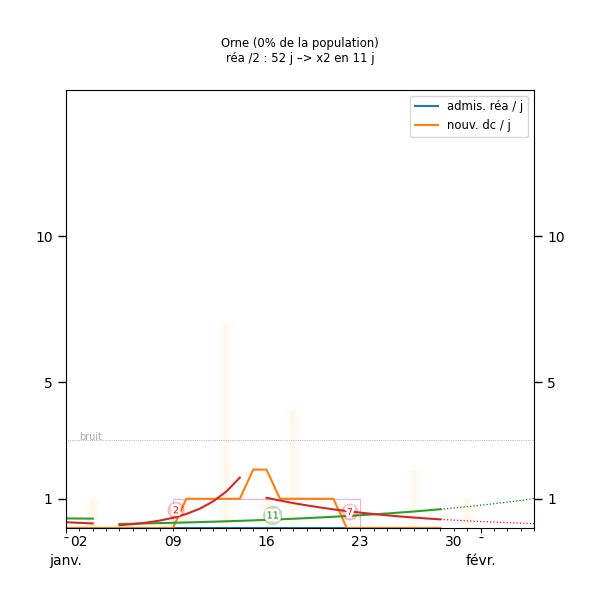 Orne (0% de la population)
réa /2 : 52 j –> x2 en 11 j
admis. réa / j
nouv. dc / j
10
10
5
5
bruit
1
1
2
11
7
02
09
16
23
30
janv.
févr.